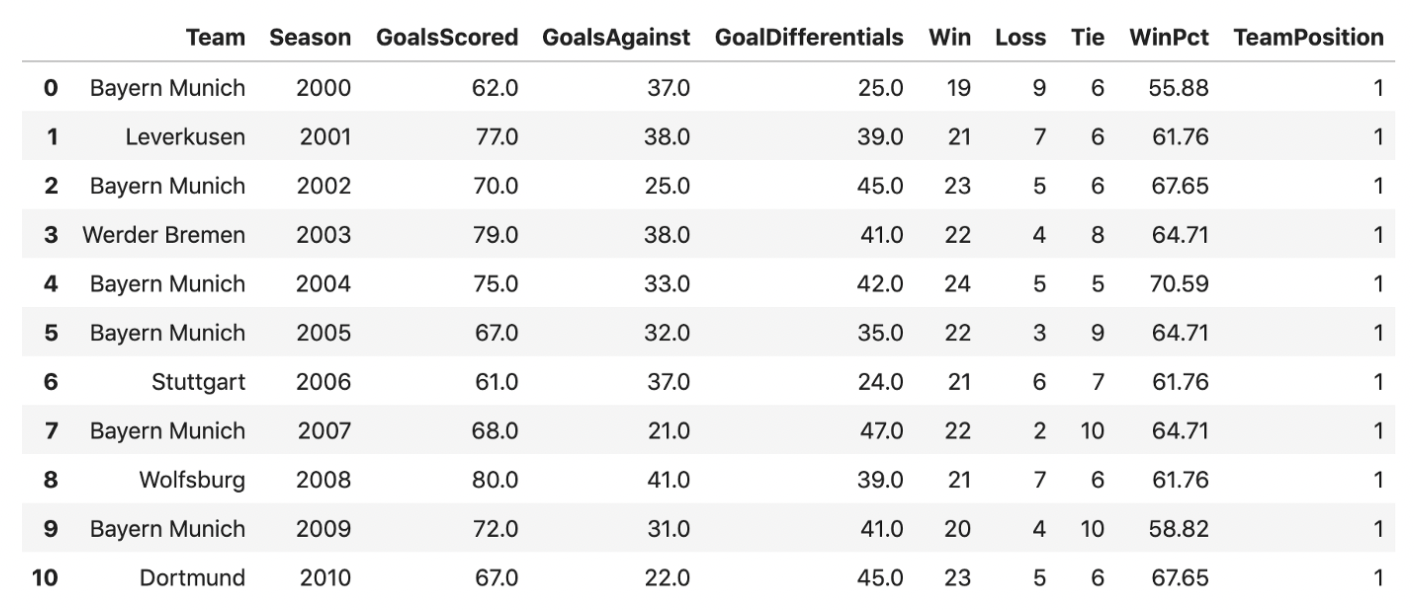 Team Season GoalsScored GoalsAgainst GoalDifferentials Win Loss Tie WinPct TeamPosition
0 Bayern Munich 2000 62.0 37.0 25.0 19 9 6 55.88 1
1 Leverkusen 2001 77.0 38.0 39.0 21 7 6 61.76 1
2 Bayern Munich 2002 70.0 25.0 45.0 23 5 6 67.65 1
3 Werder Bremen 2003 79.0 38.0 41.0 22 4 8 64.71 1
4 Bayern Munich 2004 75.0 33.0 42.0 24 5 5 70.59 1
5 Bayern Munich 2005 67.0 32.0 35.0 22 3 9 64.71 1
6 Stuttgart 2006 61.0 37.0 24.0 21 6 7 61.76 1
7 Bayern Munich 2007 68.0 21.0 47.0 22 2 10 64.71 1
8 Wolfsburg 2008 80.0 41.0 39.0 21 7 6 61.76 1
9 Bayern Munich 2009 72.0 31.0 41.0 20 4 10 58.82 1
10 Dortmund 2010 67.0 22.0 45.0 23 5 6 67.65 1